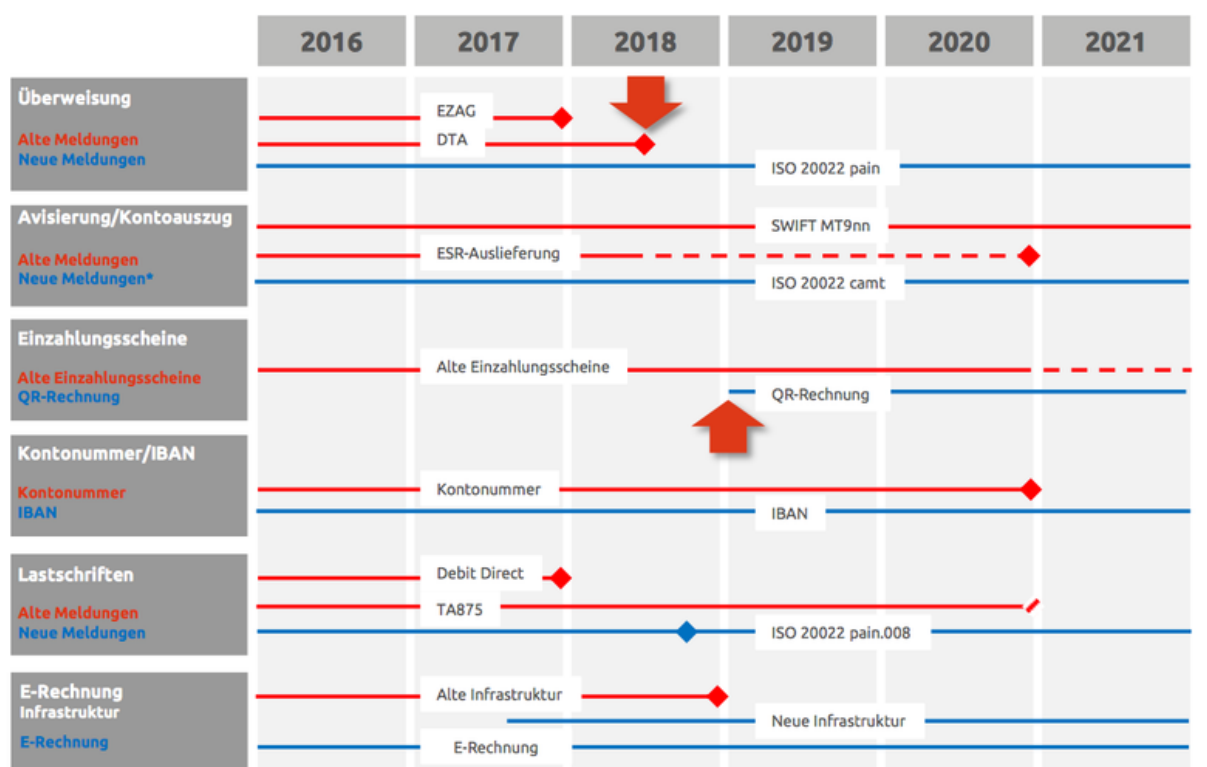 2016 2017 2018 2019 2020 2021
Überweisung
EZAG
Alte Meldungen
DTA
Neue Meldungen
ISO 20022 pain
Avisierung/Kontoauszug
SWIFT MT9nn
Alte Meldungen
ESR-Auslieferung
Neue Meldungen*
ISO 20022 camt
Einzahlungsscheine
Alte Einzahlungsscheine
Alte Einzahlungsscheine
QR-Rechnung
QR-Rechnung
Kontonummer/IBAN
Kontonummer
Kontonummer
IBAN
IBAN
Lastschriften
Debit Direct
Alte Meldungen
TA875
Neue Meldungen
ISO 20022 pain.008
E-Rechnung
Alte Infrastruktur
Infrastruktur
Neue Infrastruktur
E-Rechnung
E-Rechnung